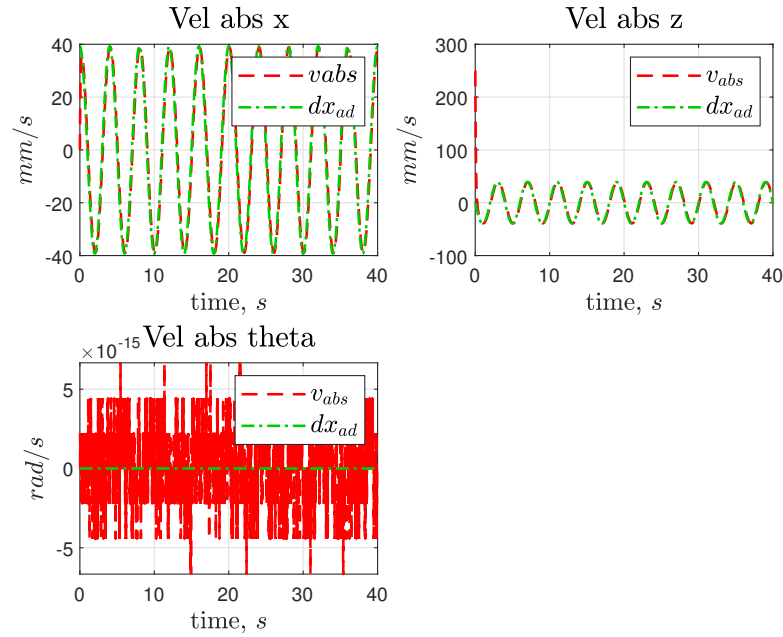 Vel abs x
40
20
0
-20
-40
mm/s
0 10 20 30 40
time, s
vabs
dx_ad
Vel abs z
300
200
100
0
-100
mm/s
0 10 20 30 40
time, s
v_abs
dx_ad
Vel abs theta
×10^-15
5
0
-5
rad/s
0 10 20 30 40
time, s
v_abs
dx_ad